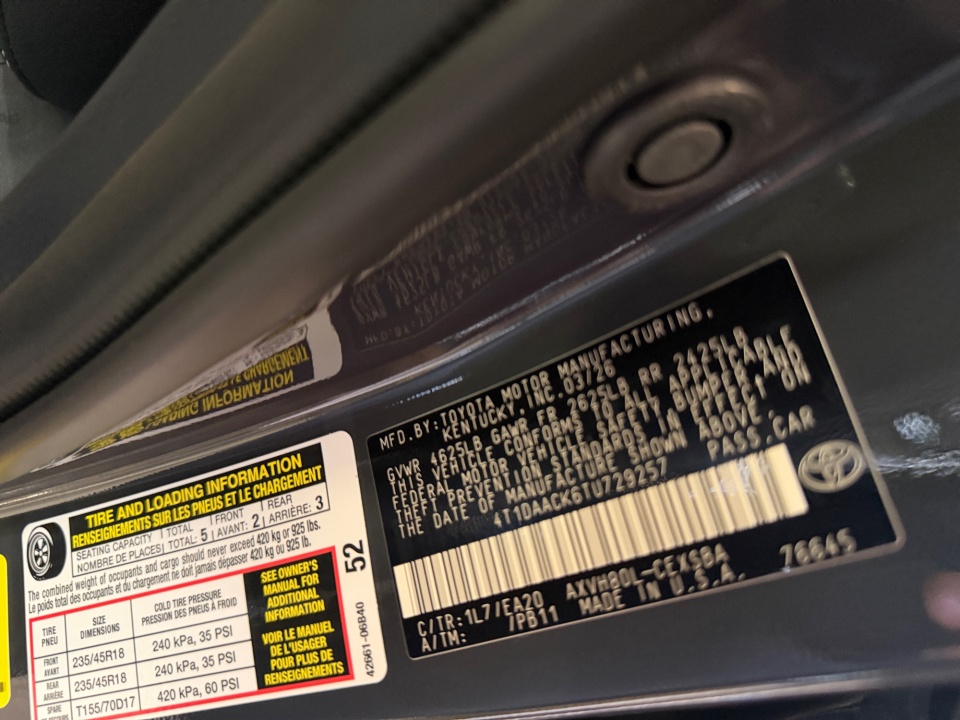 MFD.BY: TOYOTA MOTOR MANUFACTURING,
KENTUCKY, INC. 03/26
GVWR 4625LB GAWR FR 2625LB RR 2425LB
THIS VEHICLE CONFORMS TO ALL APPLICABLE
FEDERAL MOTOR VEHICLE SAFETY BUMPER AND
THEFT PREVENTION STANDARDS IN EFFECT ON
THE DATE OF MANUFACTURE SHOWN ABOVE.
4T1DAACK6TU729257 PASS.CAR
C/TR:1L7/EA20 AXVH80L-CEXSBA 76645
A/TM: /PB11 MADE IN U.S.A.
TIRE AND LOADING INFORMATION
RENSEIGNEMENTS SUR LES PNEUS ET LE CHARGEMENT
SEATING CAPACITY TOTAL FRONT REAR
NOMBRE DE PLACES TOTAL: 5 AVANT: 2 ARRIÈRE: 3
The combined weight of occupants and cargo should never exceed 420 kg or 925 lbs.
Le poids total des occupants et du chargement ne doit jamais dépasser 420 kg ou 925 lb.
TIRE SIZE COLD TIRE PRESSURE
PNEU DIMENSIONS PRESSION DES PNEUS À FROID
FRONT
AVANT 235/45R18 240 kPa, 35 PSI
REAR
ARRIÈRE 235/45R18 240 kPa, 35 PSI
SPARE
DE SECOURS T155/70D17 420 kPa, 60 PSI
SEE OWNER'S
MANUAL FOR
ADDITIONAL
INFORMATION
VOIR LE MANUEL
DE L'USAGER
POUR PLUS DE
RENSEIGNEMENTS
52
42661-06B40